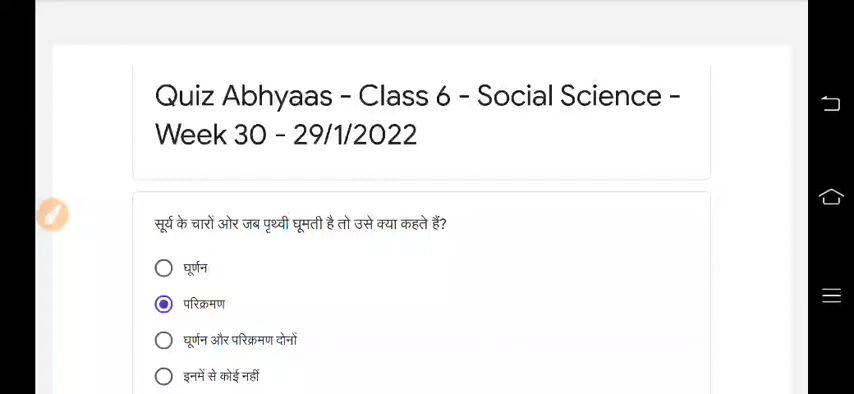 Quiz Abhyaas - Class 6 - Social Science -
Week 30 - 29/1/2022
सूर्य के चारों ओर जब पृथ्वी घूमती है तो उसे क्या कहते हैं?
घूर्णन
परिक्रमण
घूर्णन और परिक्रमण दोनों
इनमें से कोई नहीं